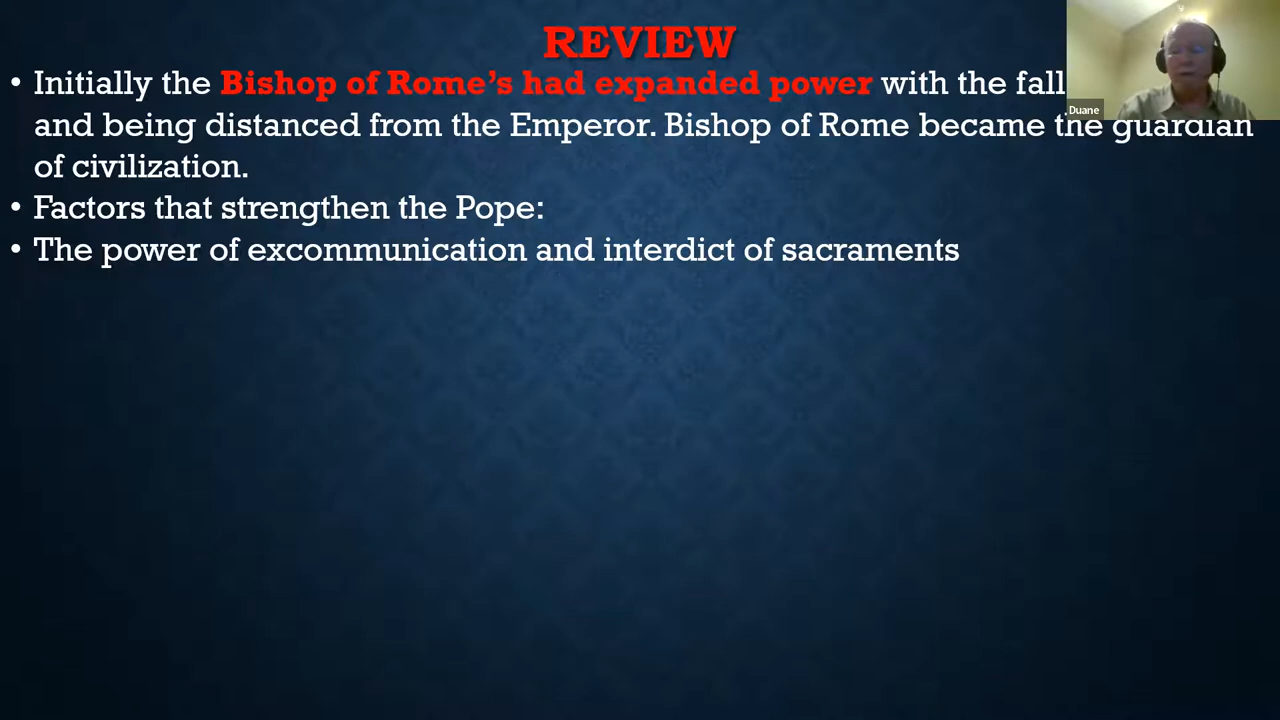 REVIEW
• Initially the Bishop of Rome's had expanded power with the fall
and being distanced from the Emperor. Bishop of Rome became the guardian
of civilization.
• Factors that strengthen the Pope:
• The power of excommunication and interdict of sacraments
Duane